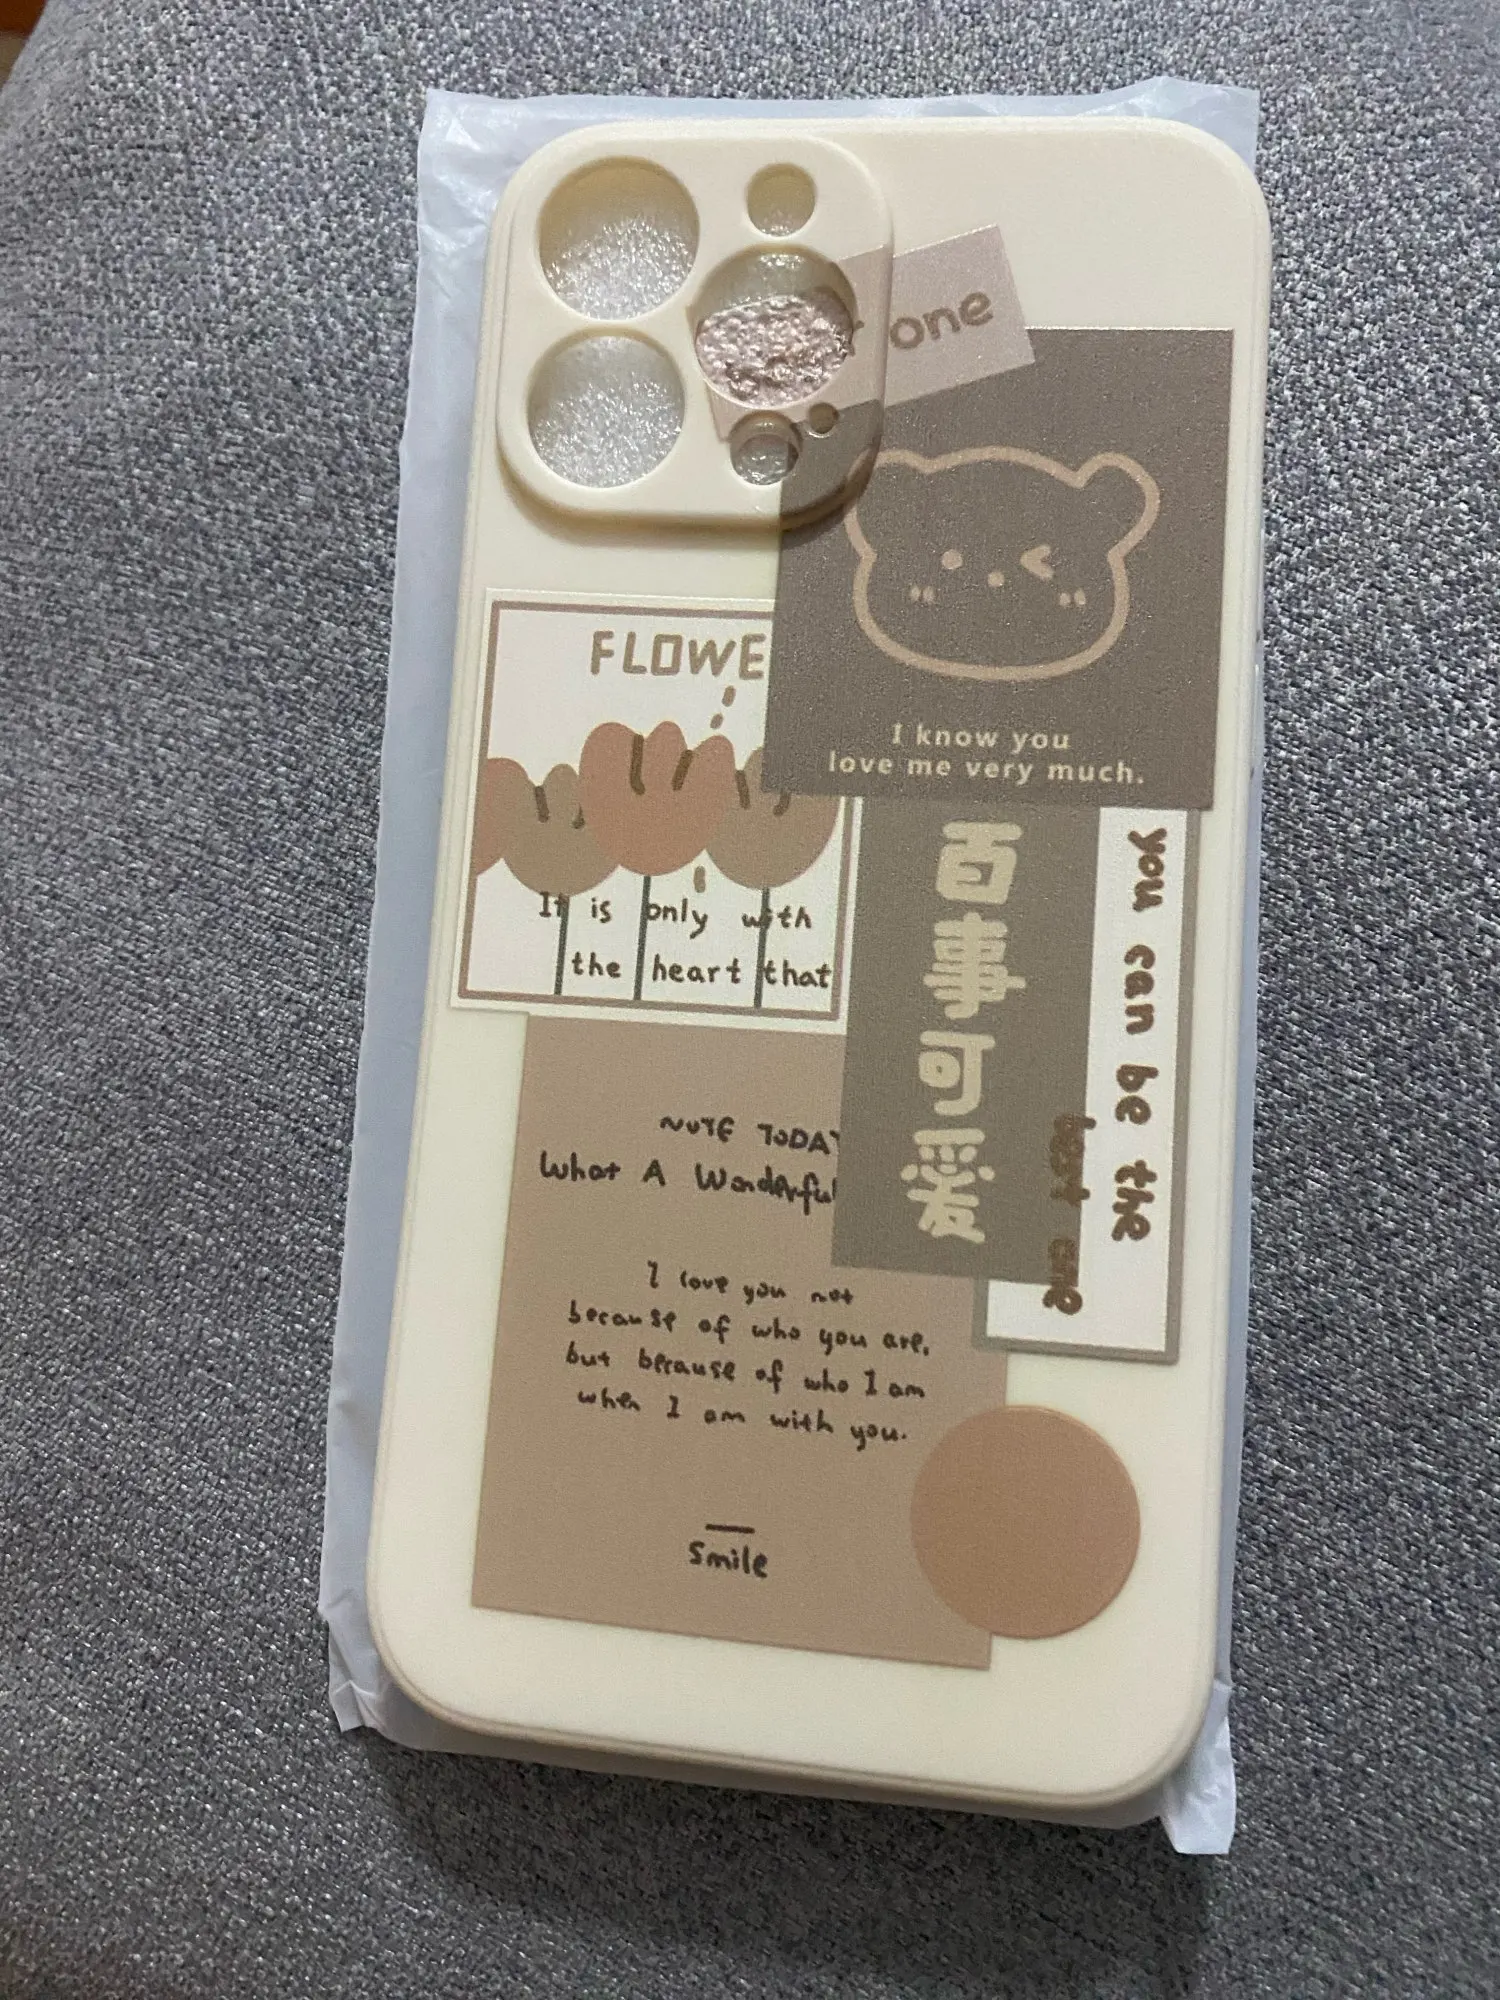 one
I know you
love me very much.
FLOWE
It is only with
the heart that
百事可爱
you can be the
best one
NOTE TODAY
What A Wonderful
I love you not
because of who you are,
but because of who I am
when I am with you.
Smile